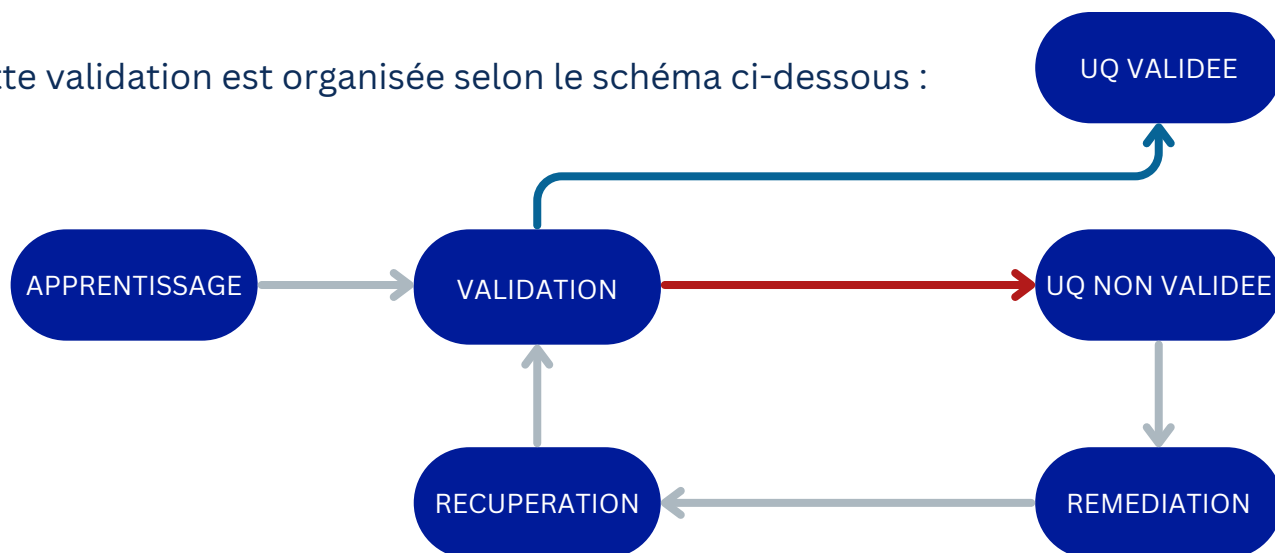 tte validation est organisée selon le schéma ci-dessous :
UQ VALIDEE
APPRENTISSAGE
VALIDATION
UQ NON VALIDEE
RECUPERATION
REMEDIATION